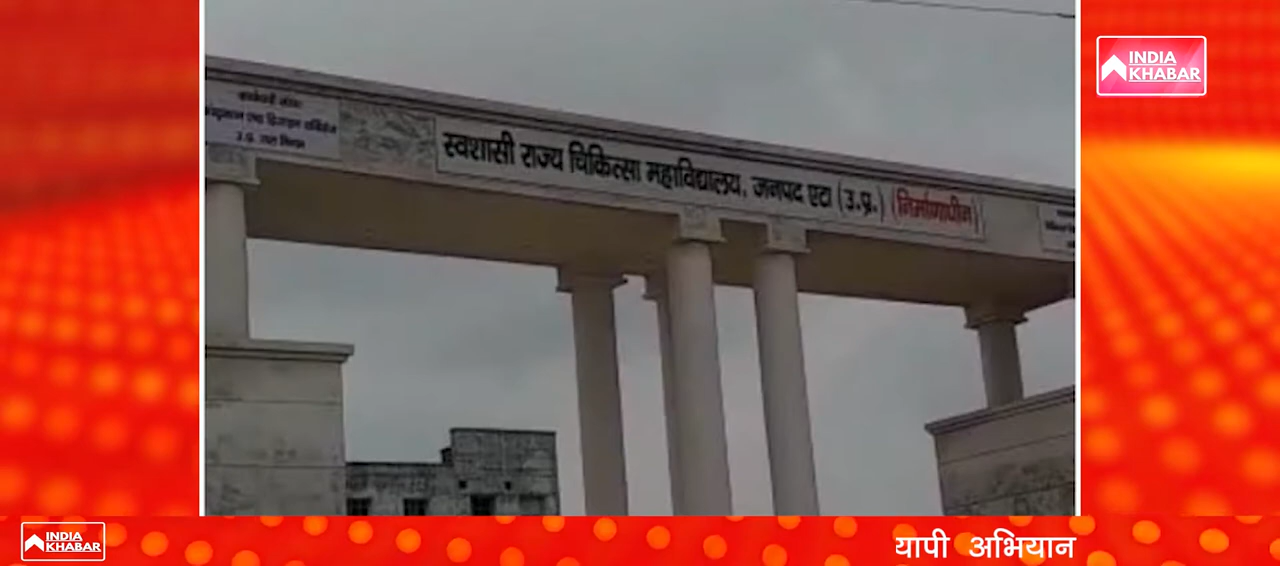 INDIA
KHABAR
स्वशासी राज्य चिकित्सा महाविद्यालय, जनपद एटा (उ.प्र.) (निर्माणाधीन)
INDIA
KHABAR
यापी अभियान